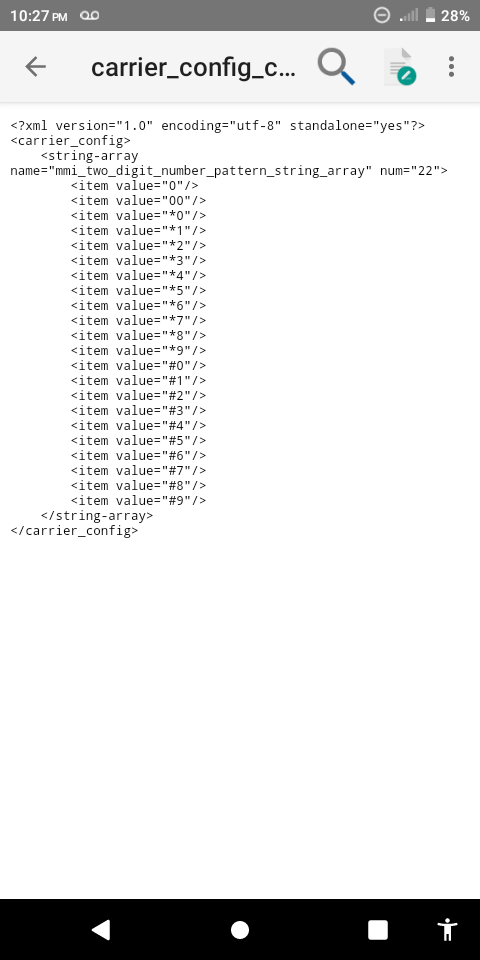 10:27 PM 28%
carrier_config_c...
<?xml version="1.0" encoding="utf-8" standalone="yes"?>
<carrier_config>
<string-array
name="mmi_two_digit_number_pattern_string_array" num="22">
<item value="0"/>
<item value="00"/>
<item value="*0"/>
<item value="*1"/>
<item value="*2"/>
<item value="*3"/>
<item value="*4"/>
<item value="*5"/>
<item value="*6"/>
<item value="*7"/>
<item value="*8"/>
<item value="*9"/>
<item value="#0"/>
<item value="#1"/>
<item value="#2"/>
<item value="#3"/>
<item value="#4"/>
<item value="#5"/>
<item value="#6"/>
<item value="#7"/>
<item value="#8"/>
<item value="#9"/>
</string-array>
</carrier_config>